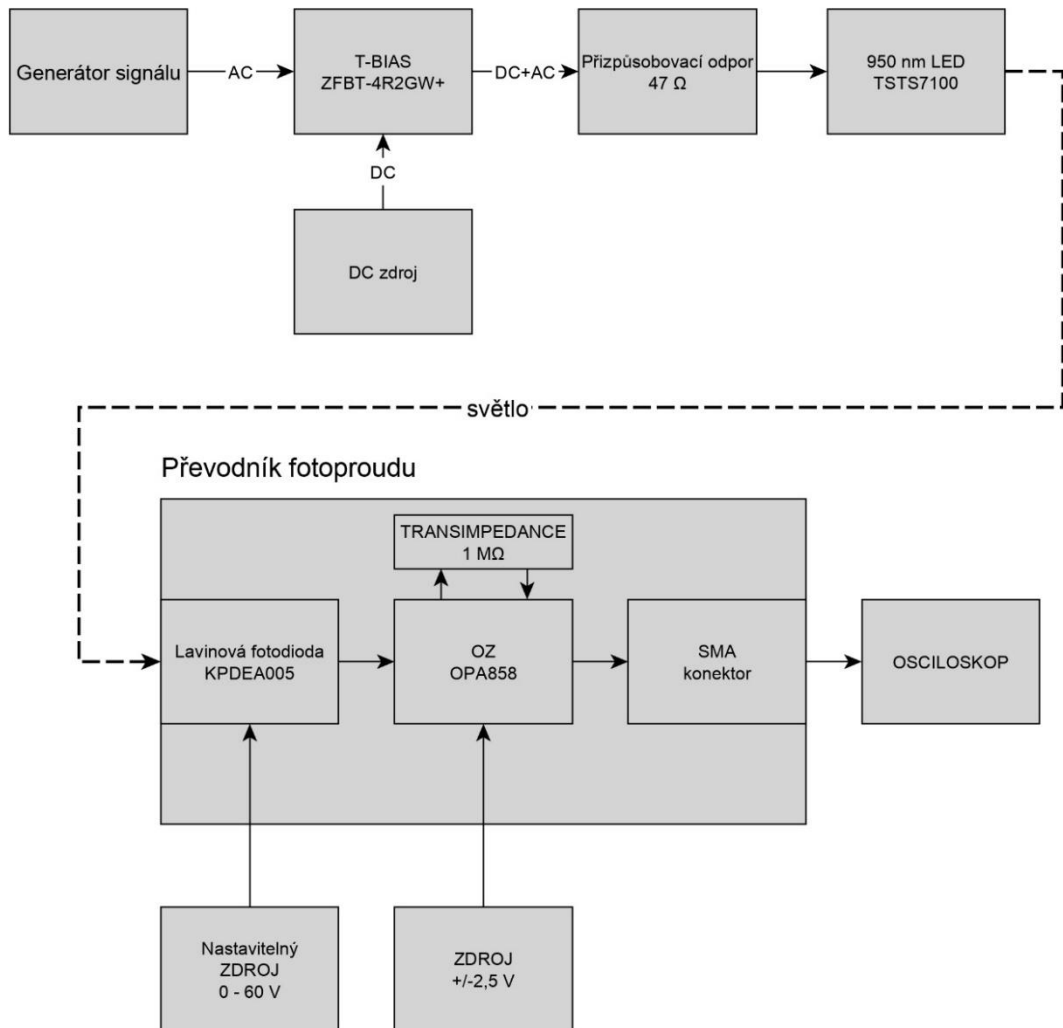 Generátor signálu
AC
T-BIAS
ZFBT-4R2GW+
DC+AC
Přizpůsobovací odpor
47 Ω
950 nm LED
TSTS7100
DC
DC zdroj
světlo
Převodník fotoproudu
TRANSIMPEDANCE
1 MΩ
Lavinová fotodioda
KPDEA005
OZ
OPA858
SMA
konektor
OSCILOSKOP
Nastavitelný
ZDROJ
0 - 60 V
ZDROJ
+/-2,5 V